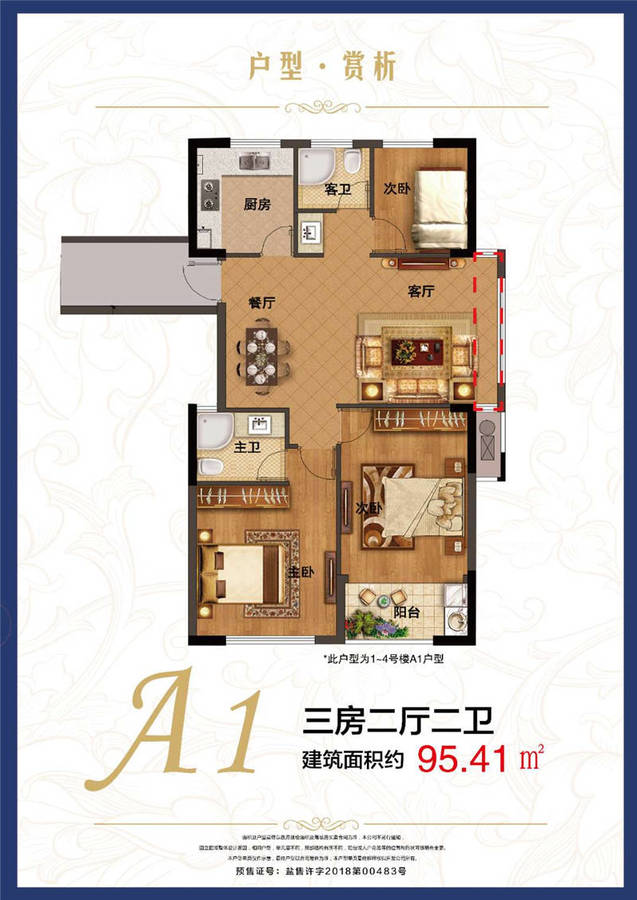 户型·赏析
厨房
客卫
次卧
餐厅
客厅
主卫
次卧
主卧
阳台
*此户型为1~4号楼A1户型
A1
三房二厅二卫
建筑面积约 95.41 ㎡
预售证号：盐售许字2018第00483号